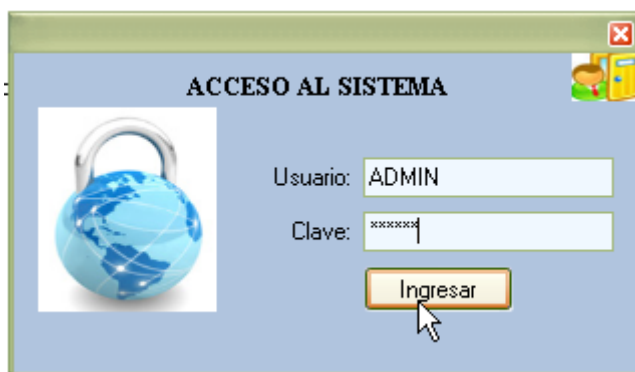 ACCESO AL SISTEMA
Usuario: ADMIN
Clave: ******
Ingresar